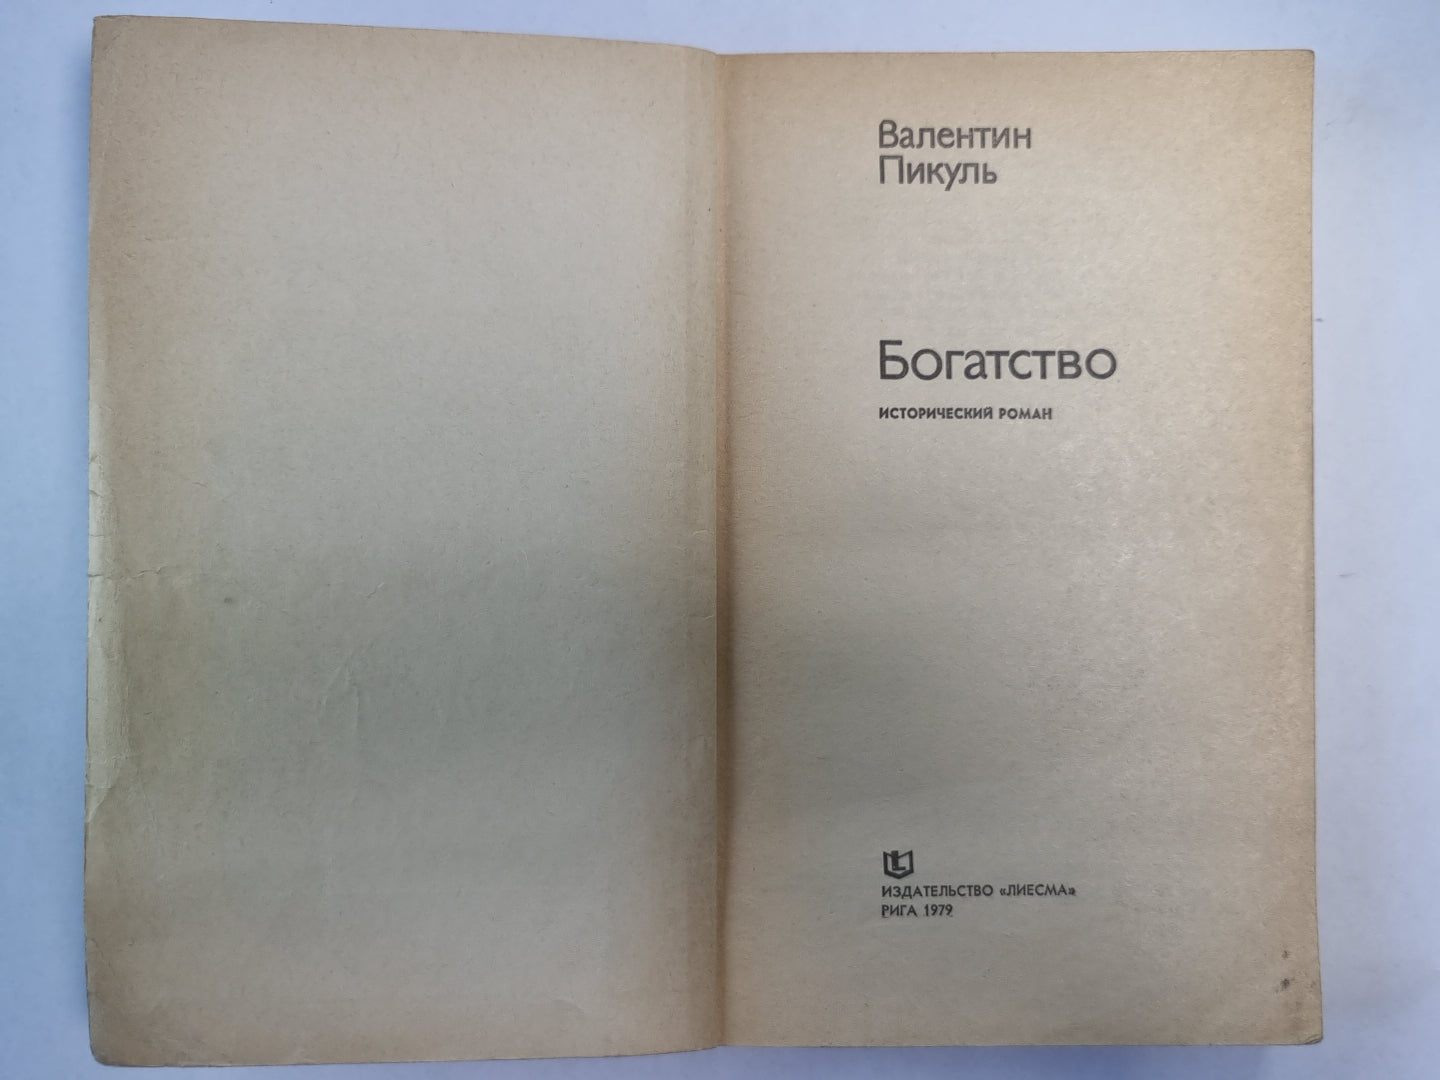 Валентин
Пикуль
Богатство
ИСТОРИЧЕСКИЙ РОМАН
L
ИЗДАТЕЛЬСТВО «ЛИЕСМА»
РИГА 1979